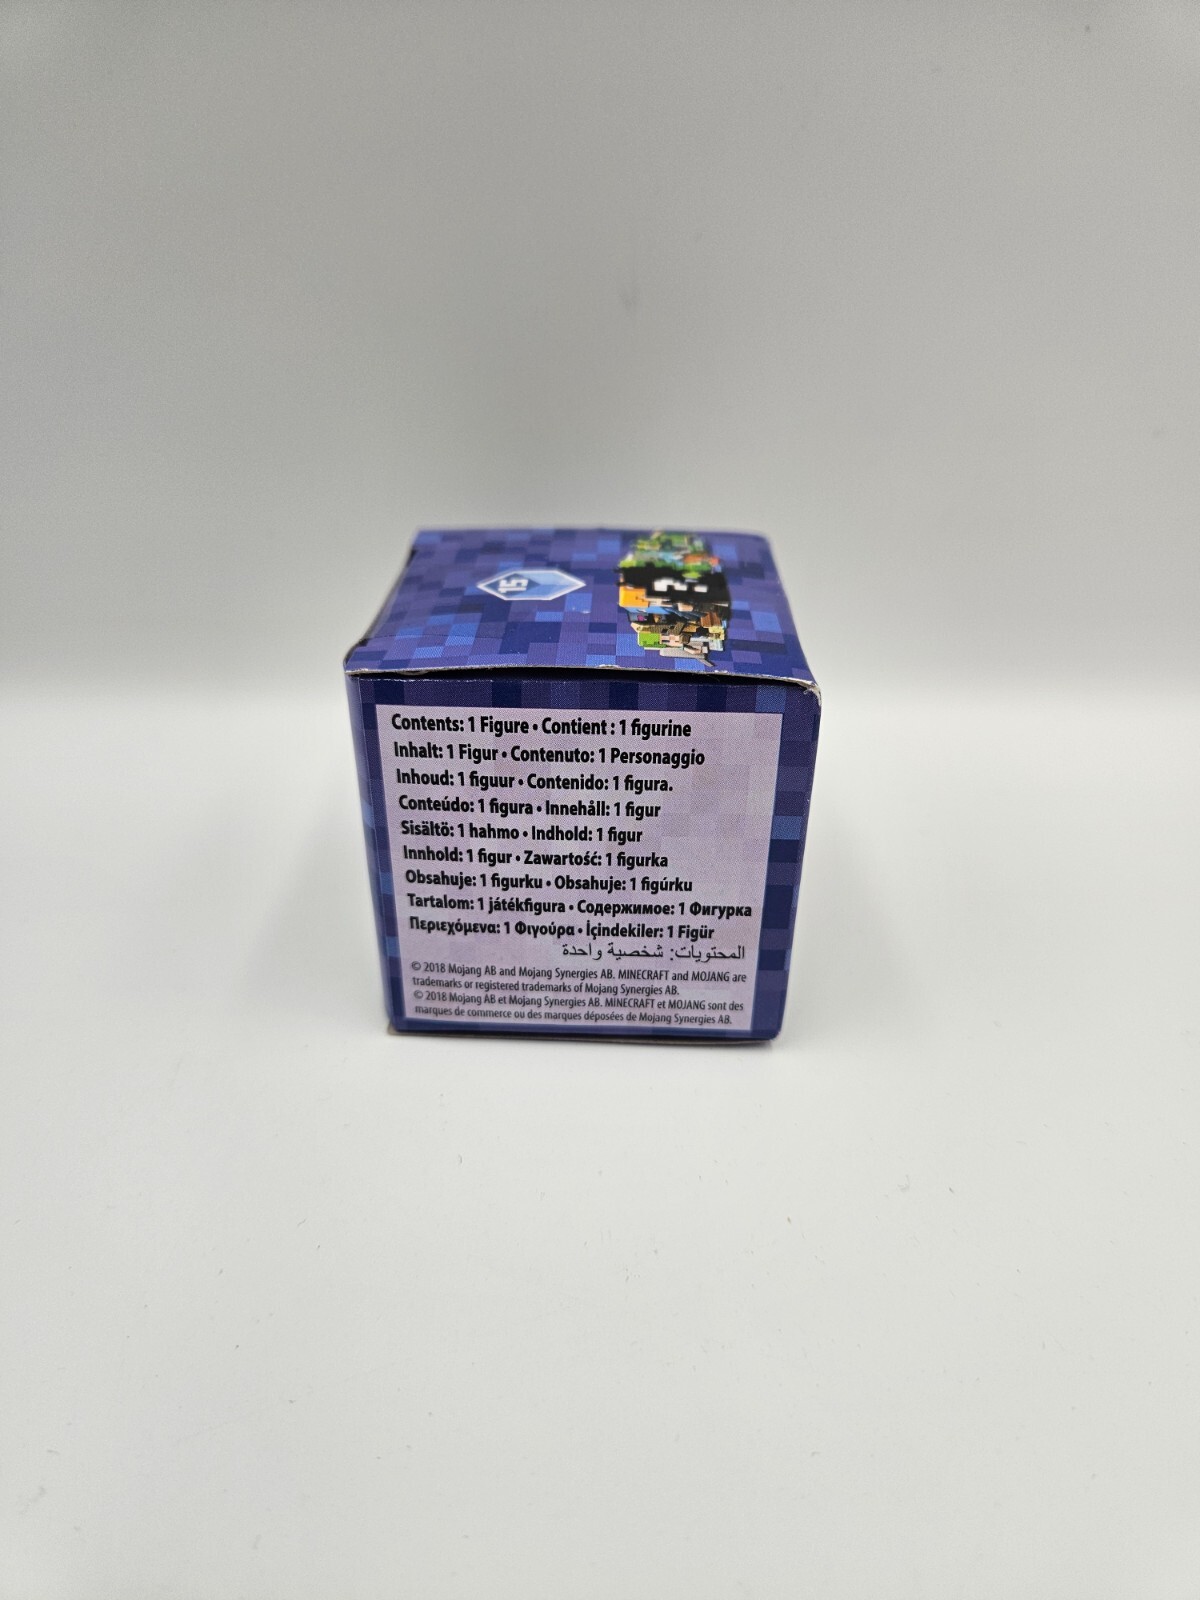 15
?
Contents: 1 Figure • Contient : 1 figurine
Inhalt: 1 Figur • Contenuto: 1 Personaggio
Inhoud: 1 figuur • Contenido: 1 figura.
Conteúdo: 1 figura • Innehåll: 1 figur
Sisältö: 1 hahmo • Indhold: 1 figur
Innhold: 1 figur • Zawartość: 1 figurka
Obsahuje: 1 figurku • Obsahuje: 1 figúrku
Tartalom: 1 játékfigura • Содержимое: 1 Фигурка
Περιεχόμενα: 1 Φιγούρα • İçindekiler: 1 Figür
المحتويات: شخصية واحدة
© 2018 Mojang AB and Mojang Synergies AB. MINECRAFT and MOJANG are
trademarks or registered trademarks of Mojang Synergies AB.
© 2018 Mojang AB et Mojang Synergies AB. MINECRAFT et MOJANG sont des
marques de commerce ou des marques déposées de Mojang Synergies AB.